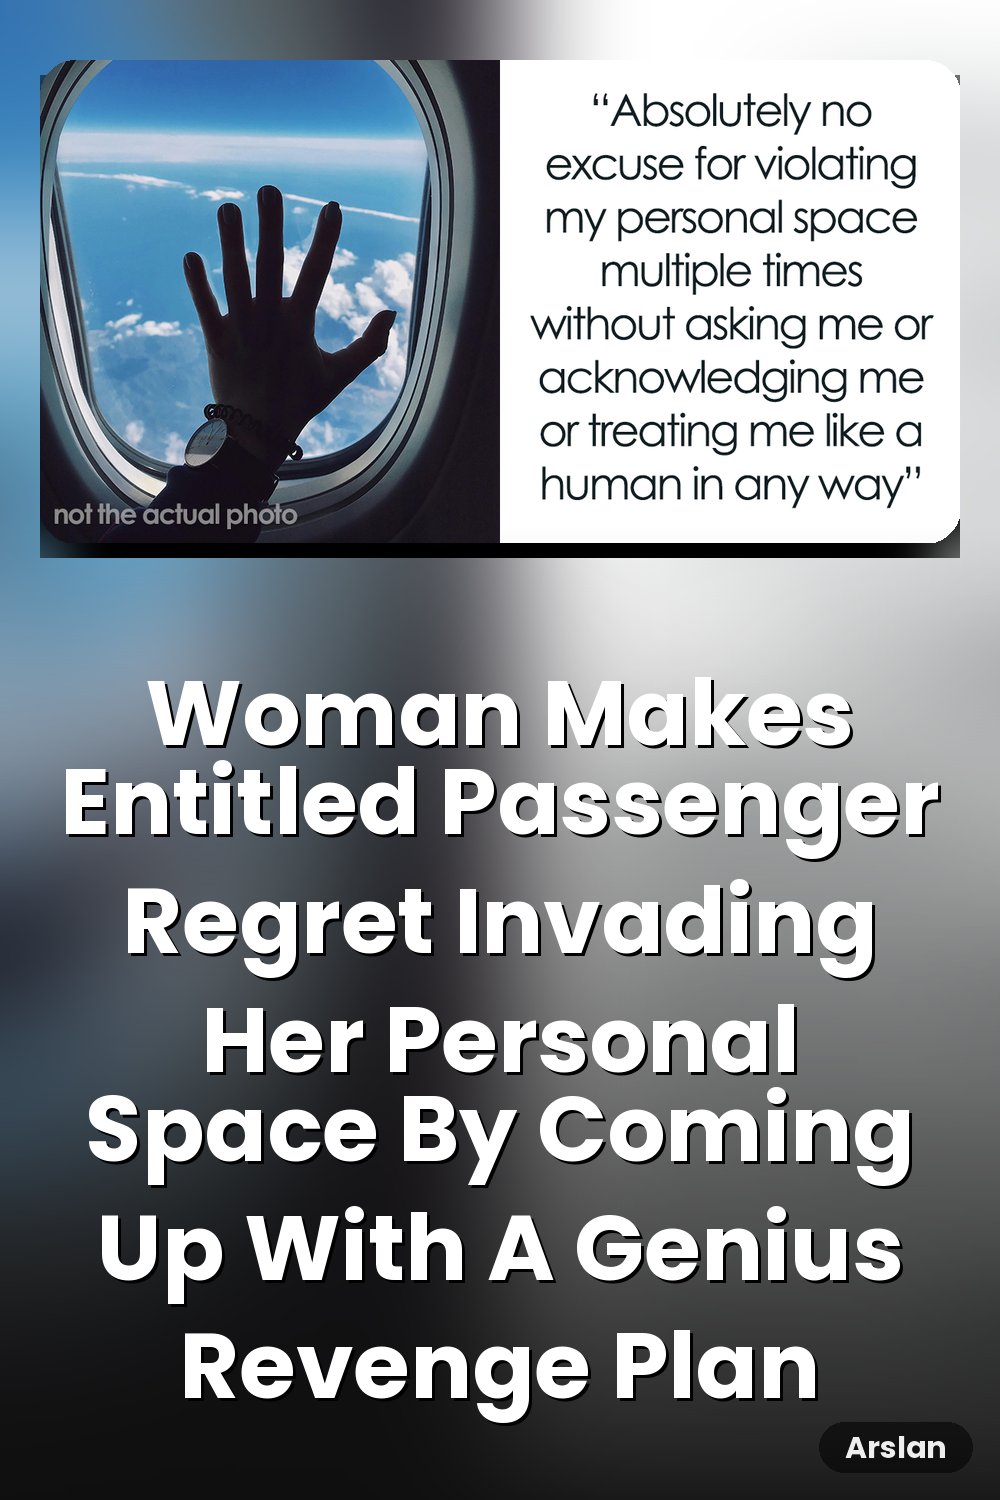 “Absolutely no
excuse for violating
my personal space
multiple times
without asking me or
acknowledging me
or treating me like a
human in any way”
not the actual photo
Woman Makes
Entitled Passenger
Regret Invading
Her Personal
Space By Coming
Up With A Genius
Revenge Plan
Arslan